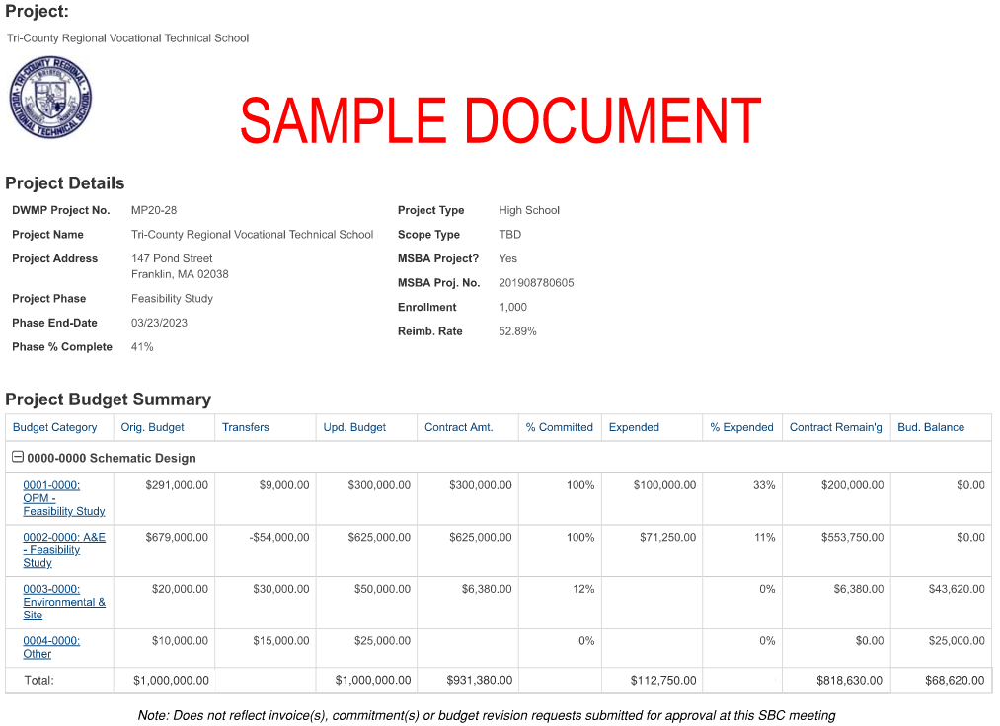 Project:
Tri-County Regional Vocational Technical School
TRI-COUNTY REGIONAL
VOCATIONAL TECHNICAL SCHOOL
SAMPLE DOCUMENT
Project Details
DWMP Project No. MP20-28 Project Type High School
Project Name Tri-County Regional Vocational Technical School Scope Type TBD
Project Address 147 Pond Street MSBA Project? Yes
Franklin, MA 02038
MSBA Proj. No. 201908780605
Project Phase Feasibility Study
Enrollment 1,000
Phase End-Date 03/23/2023
Reimb. Rate 52.89%
Phase % Complete 41%
Project Budget Summary
Budget Category Orig. Budget Transfers Upd. Budget Contract Amt. % Committed Expended % Expended Contract Remain'g Bud. Balance
0000-0000 Schematic Design
0001-0000: $291,000.00 $9,000.00 $300,000.00 $300,000.00 100% $100,000.00 33% $200,000.00 $0.00
OPM -
Feasibility Study
0002-0000: A&E $679,000.00 -$54,000.00 $625,000.00 $625,000.00 100% $71,250.00 11% $553,750.00 $0.00
- Feasibility
Study
0003-0000: $20,000.00 $30,000.00 $50,000.00 $6,380.00 12% 0% $6,380.00 $43,620.00
Environmental &
Site
0004-0000: $10,000.00 $15,000.00 $25,000.00 0% 0% $0.00 $25,000.00
Other
Total: $1,000,000.00 $1,000,000.00 $931,380.00 $112,750.00 $818,630.00 $68,620.00
Note: Does not reflect invoice(s), commitment(s) or budget revision requests submitted for approval at this SBC meeting